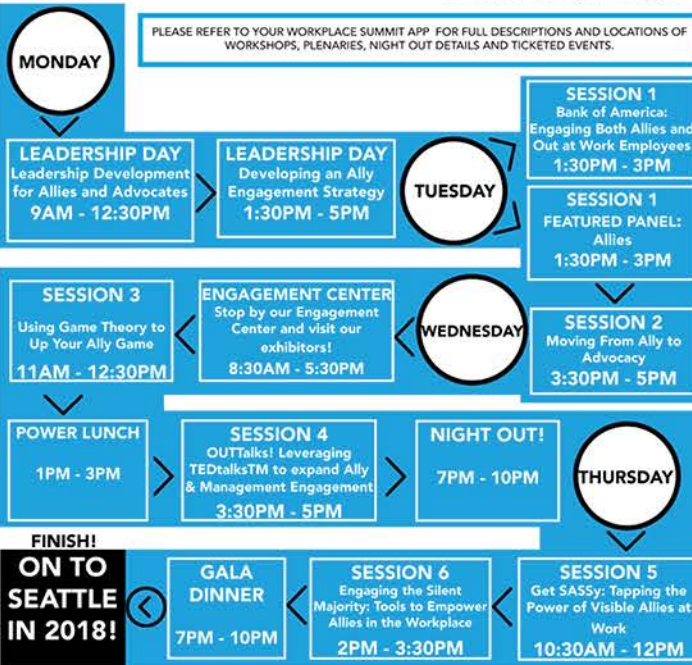 PLEASE REFER TO YOUR WORKPLACE SUMMIT APP FOR FULL DESCRIPTIONS AND LOCATIONS OF
WORKSHOPS, PLENARIES, NIGHT OUT DETAILS AND TICKETED EVENTS.
MONDAY
LEADERSHIP DAY
Leadership Development
for Allies and Advocates
9AM - 12:30PM
LEADERSHIP DAY
Developing an Ally
Engagement Strategy
1:30PM - 5PM
TUESDAY
SESSION 1
Bank of America:
Engaging Both Allies and
Out at Work Employees
1:30PM - 3PM
SESSION 1
FEATURED PANEL:
Allies
1:30PM - 3PM
SESSION 2
Moving From Ally to
Advocacy
3:30PM - 5PM
WEDNESDAY
ENGAGEMENT CENTER
Stop by our Engagement
Center and visit our
exhibitors!
8:30AM - 5:30PM
SESSION 3
Using Game Theory to
Up Your Ally Game
11AM - 12:30PM
POWER LUNCH
1PM - 3PM
SESSION 4
OUTTalks! Leveraging
TEDtalksTM to expand Ally
& Management Engagement
3:30PM - 5PM
NIGHT OUT!
7PM - 10PM
THURSDAY
SESSION 5
Get SASSy: Tapping the
Power of Visible Allies at
Work
10:30AM - 12PM
SESSION 6
Engaging the Silent
Majority: Tools to Empower
Allies in the Workplace
2PM - 3:30PM
GALA
DINNER
7PM - 10PM
FINISH!
ON TO
SEATTLE
IN 2018!